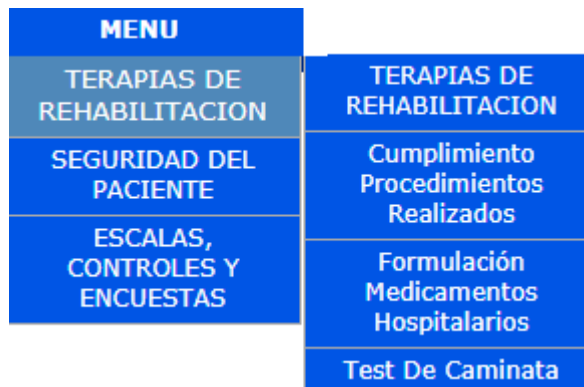 MENU
TERAPIAS DE
REHABILITACION
SEGURIDAD DEL
PACIENTE
ESCALAS,
CONTROLES Y
ENCUESTAS
TERAPIAS DE
REHABILITACION
Cumplimiento
Procedimientos
Realizados
Formulación
Medicamentos
Hospitalarios
Test De Caminata